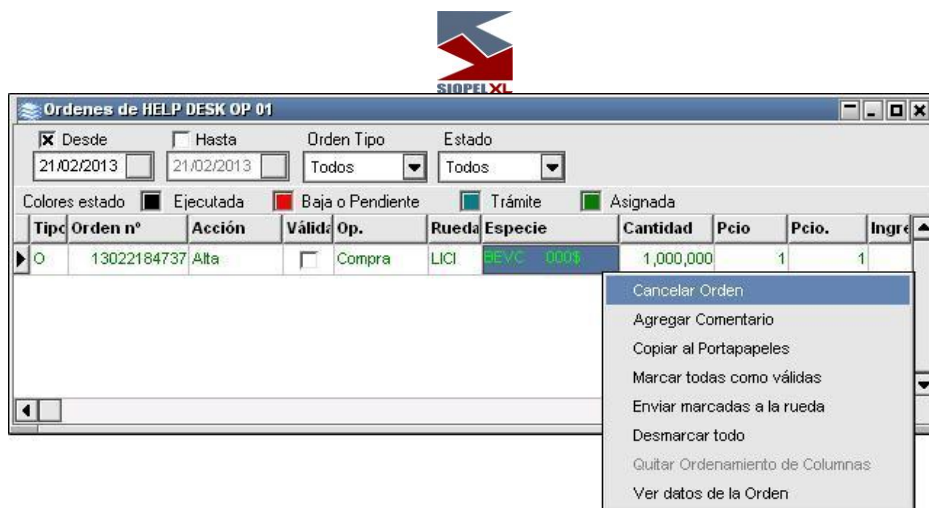 SIOPEL XL
Ordenes de HELP DESK OP 01
Desde Hasta Orden Tipo Estado
21/02/2013 21/02/2013 Todos Todos
Colores estado Ejecutada Baja o Pendiente Trámite Asignada
Tipo Orden nº Acción Válida Op. Rueda Especie Cantidad Pcio Pcio. Ingre
O 13022184737 Alta Compra LICI BEVC 000$ 1,000,000 1 1
Cancelar Orden
Agregar Comentario
Copiar al Portapapeles
Marcar todas como válidas
Enviar marcadas a la rueda
Desmarcar todo
Quitar Ordenamiento de Columnas
Ver datos de la Orden